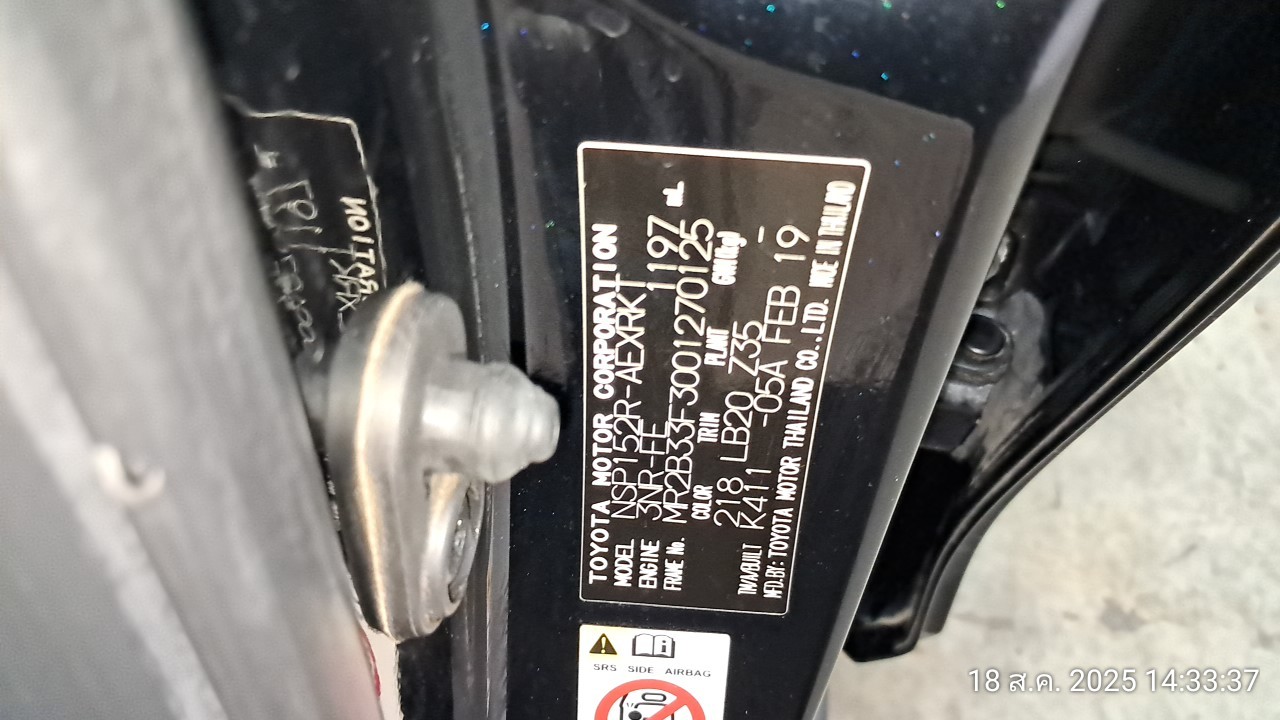 TOYOTA MOTOR CORPORATION
MODEL NSP152R-AEXRKT
ENGINE 3NR-FE 1197 mL
FRAME No. MR2B33F3001270125
COLOR TRIM PLANT GVM(kg)
218 LB20 Z35 —
T/A/BUILT K411 -05A FEB 19
MFD.BY: TOYOTA MOTOR THAILAND CO.,LTD. MADE IN THAILAND
SRS SIDE AIRBAG
18 ส.ค. 2025 14:33:37